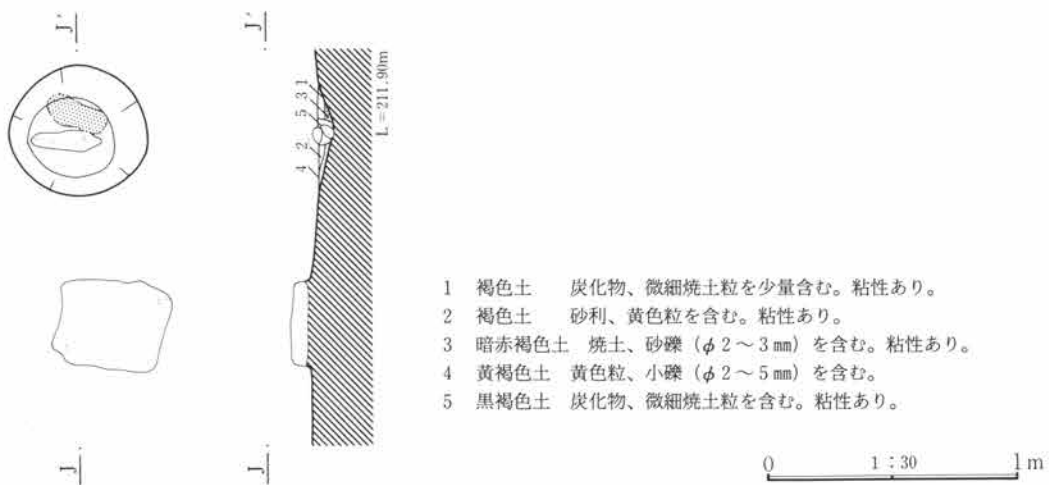 J'
J'
L=211.90m
4 2 5 3 1
1 褐色土 炭化物、微細焼土粒を少量含む。粘性あり。
2 褐色土 砂利、黄色粒を含む。粘性あり。
3 暗赤褐色土 焼土、砂礫（φ2～3㎜）を含む。粘性あり。
4 黄褐色土 黄色粒、小礫（φ2～5㎜）を含む。
5 黒褐色土 炭化物、微細焼土粒を含む。粘性あり。
J
J
0 1:30 1m